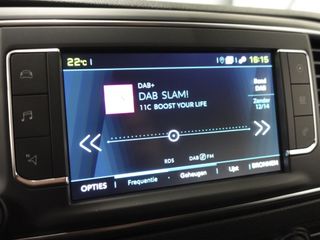 22°C
16:15
DAB+
DAB SLAM!
11C BOOST YOUR LIFE
Band
DAB
Zender
12/14
RDS
DAB FM
OPTIES
Frequentie
Geheugen
Lijst
BRONNEN